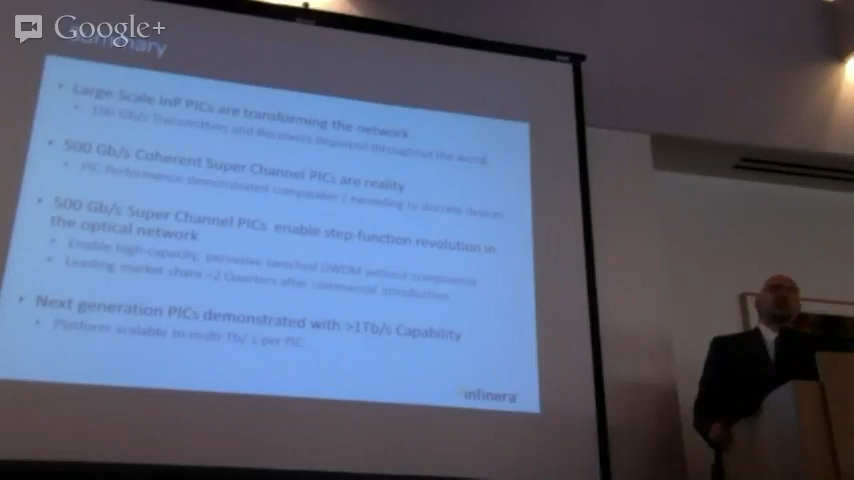 Google+
Summary
• Large Scale InP PICs are transforming the network
• 100 Gb/s Transmitters and Receivers deployed throughout the world
• 500 Gb/s Coherent Super Channel PICs are reality
• PIC Performance demonstrated comparable / exceeding to discrete devices
• 500 Gb/s Super Channel PICs enable step-function revolution in
the optical network
• Enable high-capacity, pervasive switched DWDM without compromise
• Leading market share <2 Quarters after commercial introduction
• Next generation PICs demonstrated with >1Tb/s Capability
• Platform scalable to multi-Tb/ s per PIC
infinera